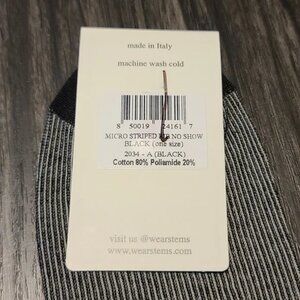 made in Italy
machine wash cold
8 50019 24161 7
MICRO STRIPED RIB NO SHOW
BLACK (one size)
2034 - A (BLACK)
Cotton 80% Poliamide 20%
visit us @wearstems
www.wearstems.com